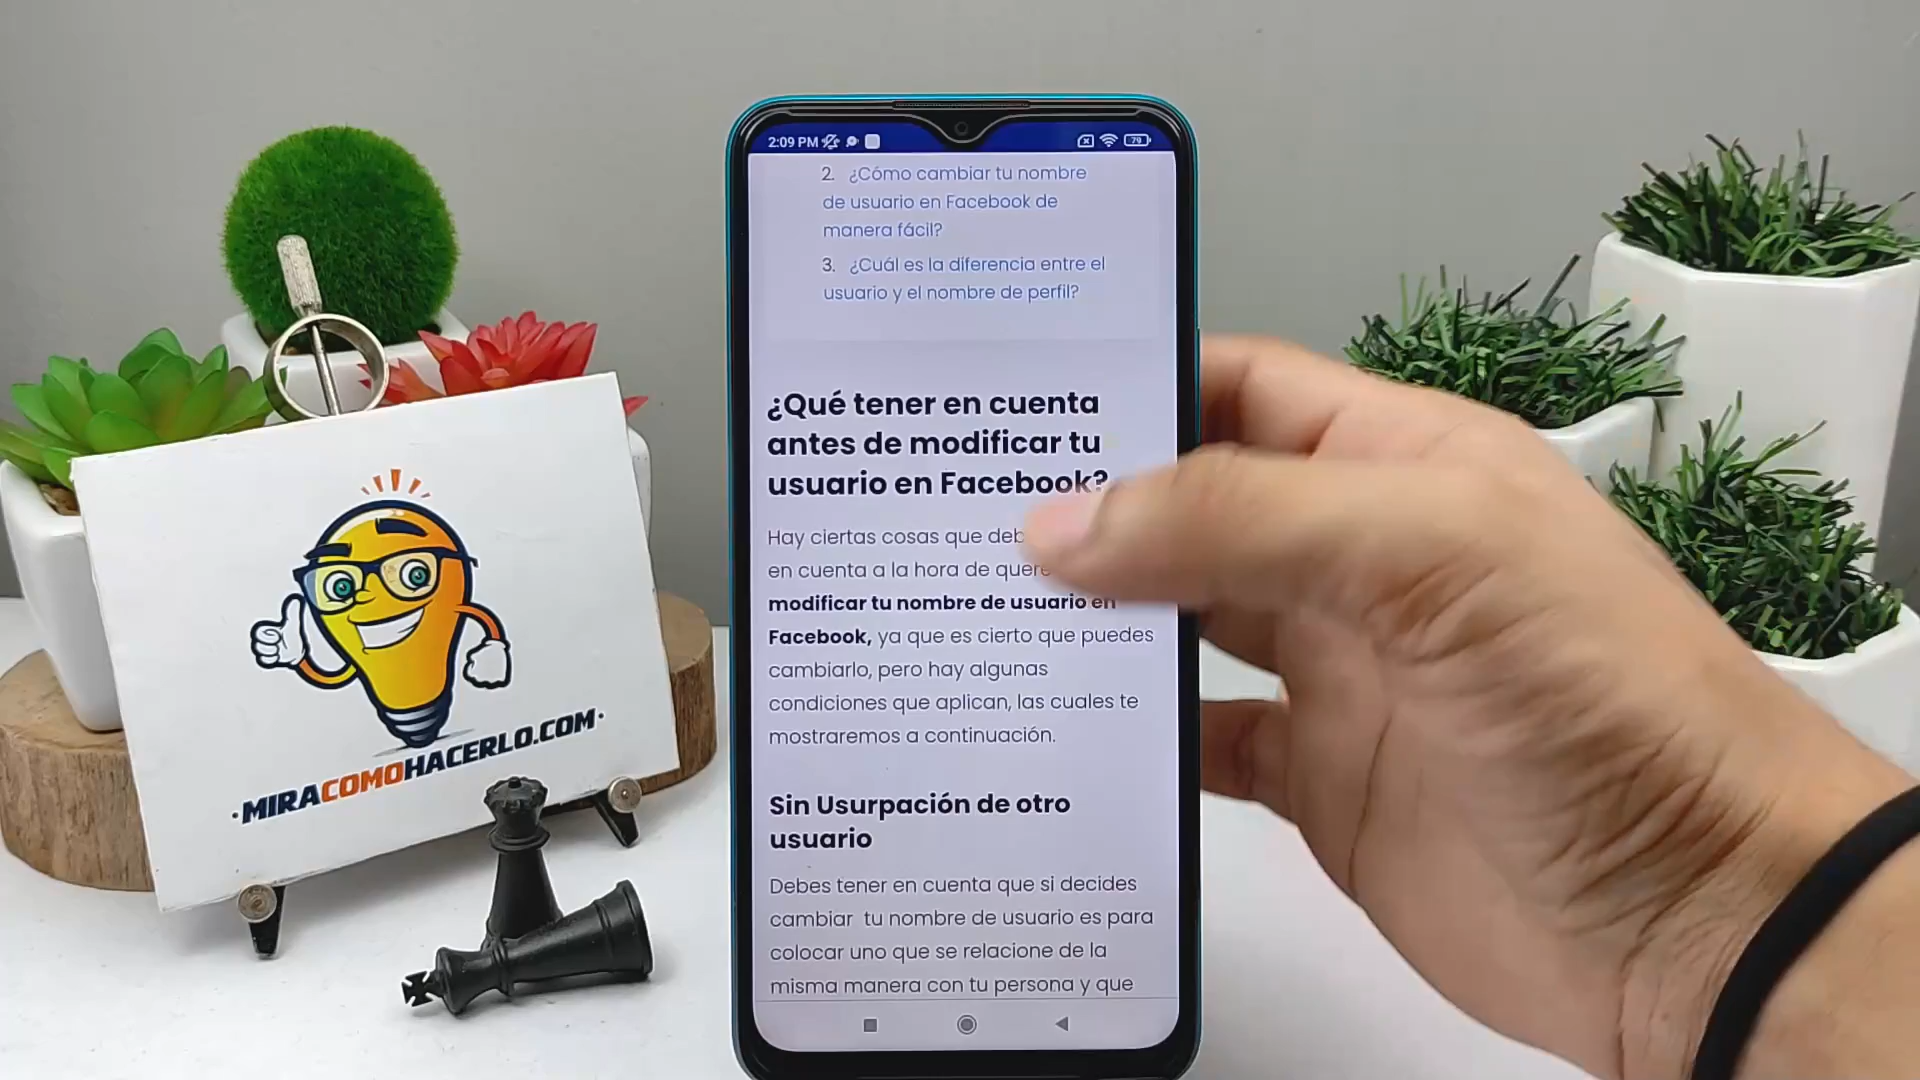 2:09 PM
79
2. ¿Cómo cambiar tu nombre
de usuario en Facebook de
manera fácil?
3. ¿Cuál es la diferencia entre el
usuario y el nombre de perfil?
¿Qué tener en cuenta
antes de modificar tu
usuario en Facebook?
Hay ciertas cosas que
en cuenta a la hora de
modificar tu nombre de usuario en
Facebook, ya que es cierto que puedes
cambiarlo, pero hay algunas
condiciones que aplican, las cuales te
mostraremos a continuación.
Sin Usurpación de otro
usuario
Debes tener en cuenta que si decides
cambiar tu nombre de usuario es para
colocar uno que se relacione de la
misma manera con tu persona y que
·MIRACOMOHACERLO.COM·